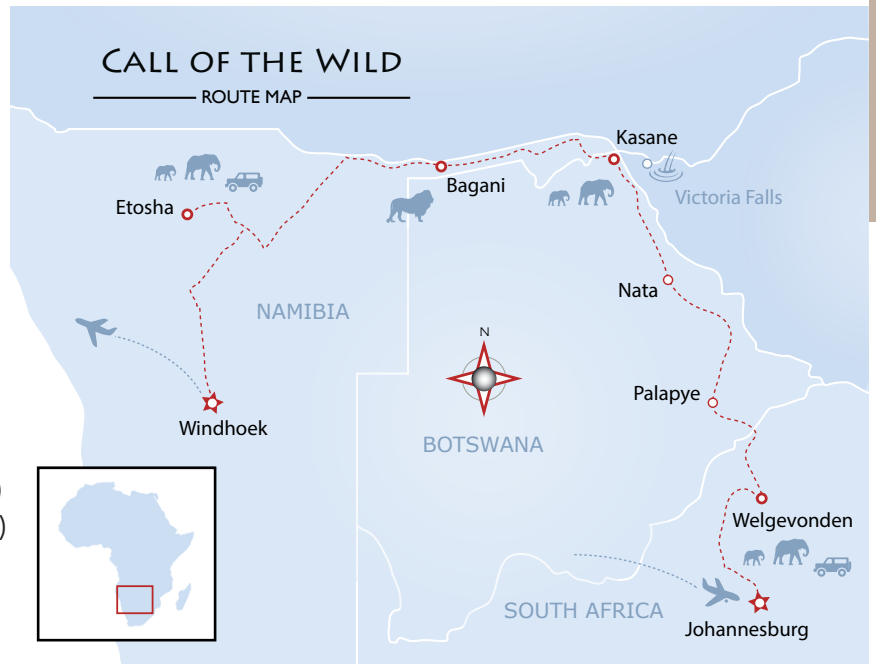 CALL OF THE WILD
ROUTE MAP
Kasane
Bagani
Victoria Falls
Etosha
Nata
NAMIBIA
N
Palapye
Windhoek
BOTSWANA
)
)
Welgevonden
SOUTH AFRICA
Johannesburg